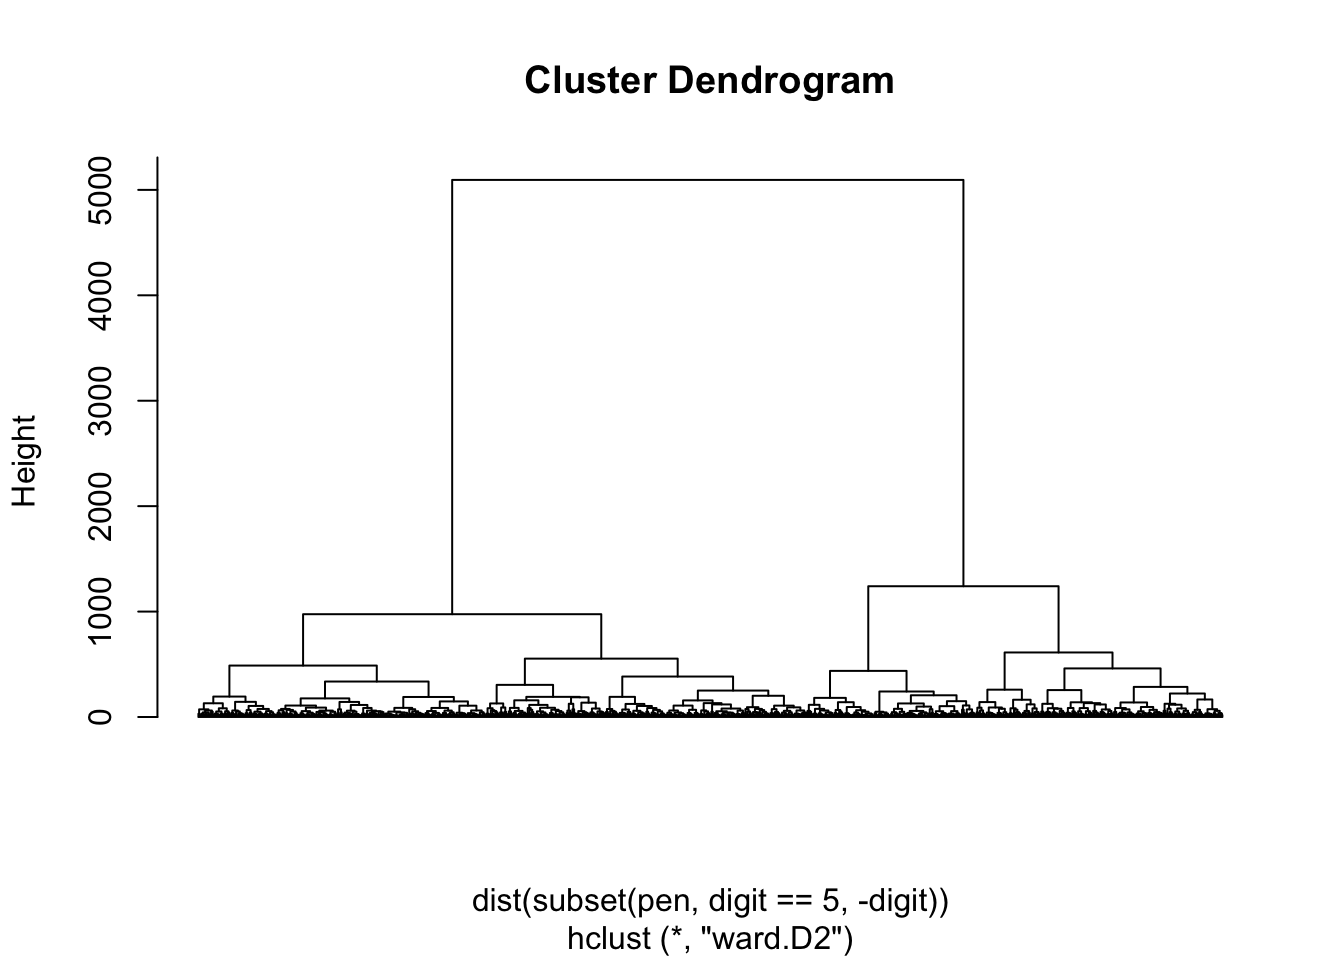 Cluster Dendrogram
Height
5000
4000
3000
2000
1000
0
dist(subset(pen, digit == 5, -digit))
hclust (*, "ward.D2")